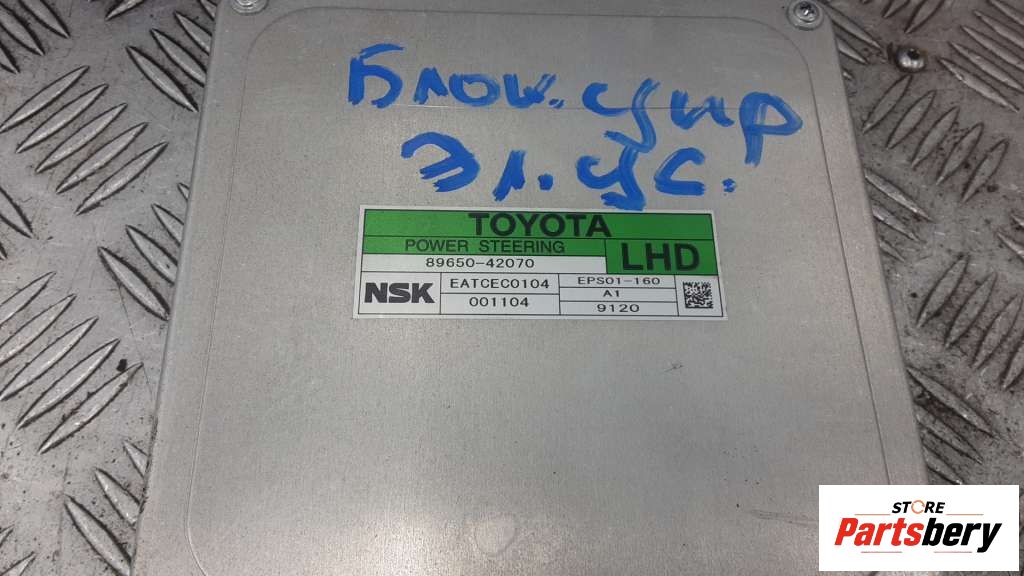 Блок. упр
Эл. ус.
TOYOTA
POWER STEERING
LHD
89650-42070
NSK
EATCEC0104
EPS01-160
A1
001104
9120
STORE
Partsbery